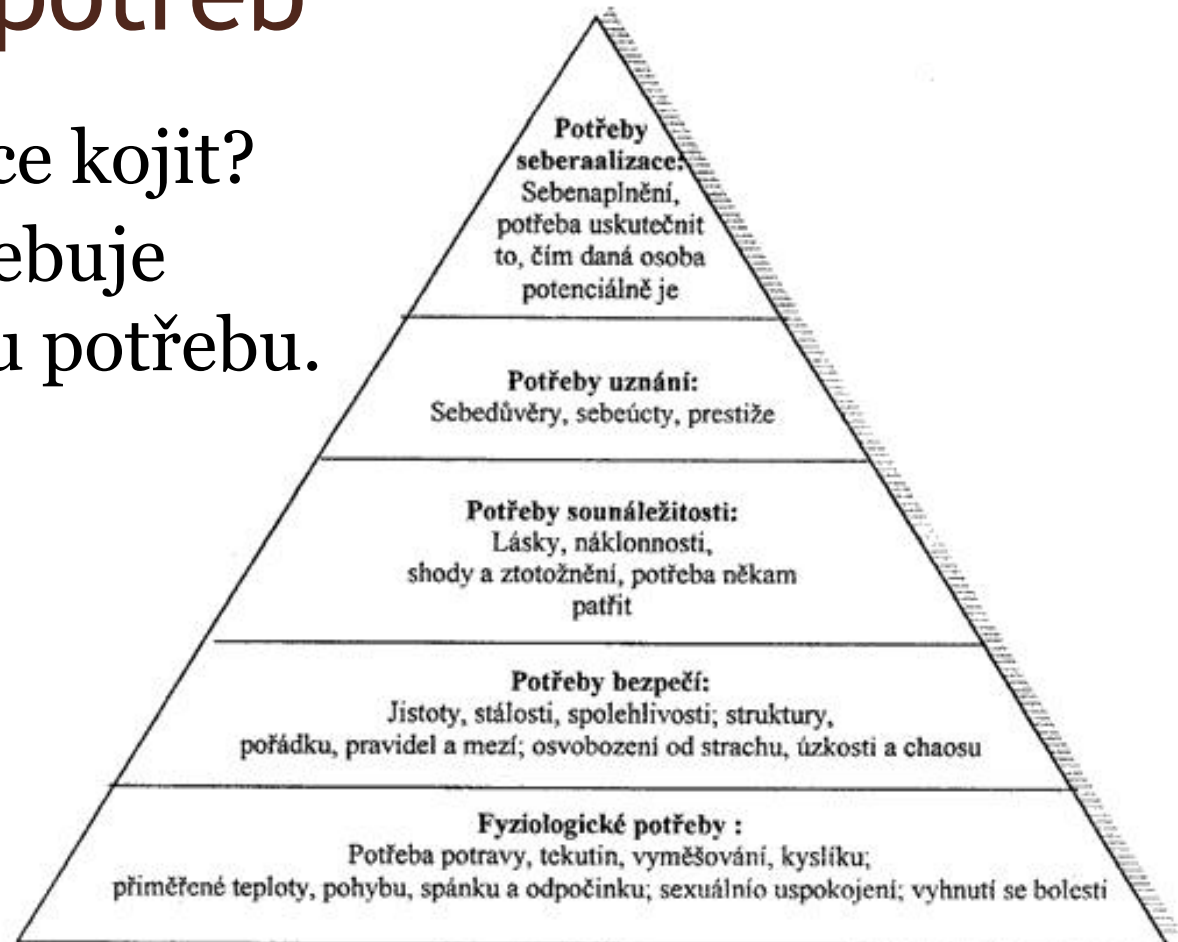 potřeb
ce kojit?
ebuje
u potřebu.
Potřeby
seberaalizace:
Sebenaplnění,
potřeba uskutečnit
to, čím daná osoba
potenciálně je
Potřeby uznání:
Sebedůvěry, sebeúcty, prestiže
Potřeby sounáležitosti:
Lásky, náklonnosti,
shody a ztotožnění, potřeba někam
patřit
Potřeby bezpečí:
Jistoty, stálosti, spolehlivosti; struktury,
pořádku, pravidel a mezí; osvobození od strachu, úzkosti a chaosu
Fyziologické potřeby :
Potřeba potravy, tekutin, vyměšování, kyslíku;
přiměřené teploty, pohybu, spánku a odpočinku; sexuálnío uspokojení; vyhnutí se bolesti